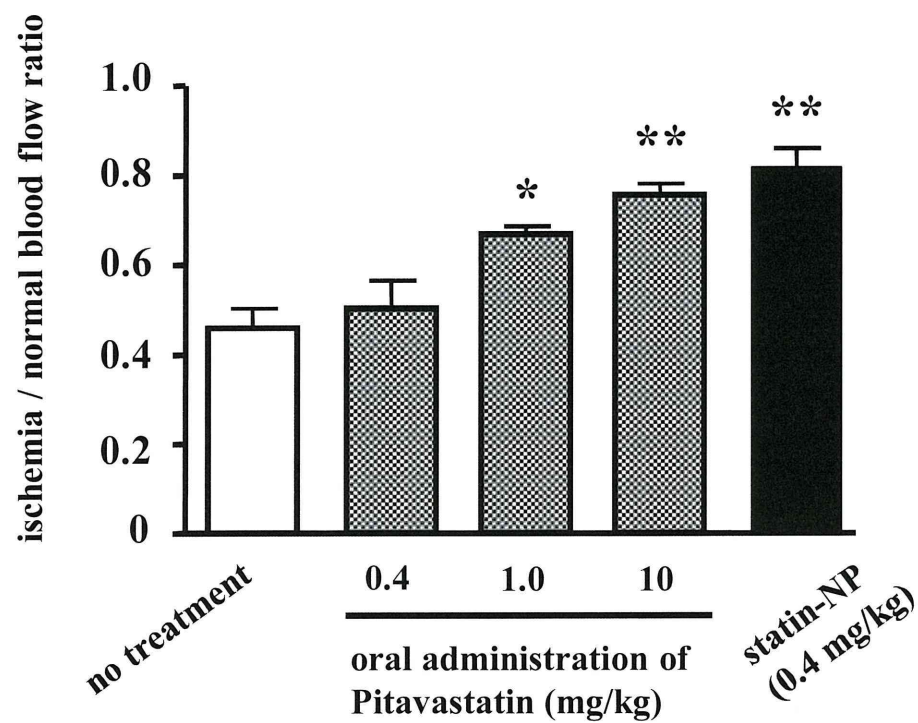 ischemia / normal blood flow ratio
1.0
0.8
0.6
0.4
0.2
0
*
**
**
no treatment
0.4 1.0 10
oral administration of
Pitavastatin (mg/kg)
statin-NP
(0.4 mg/kg)